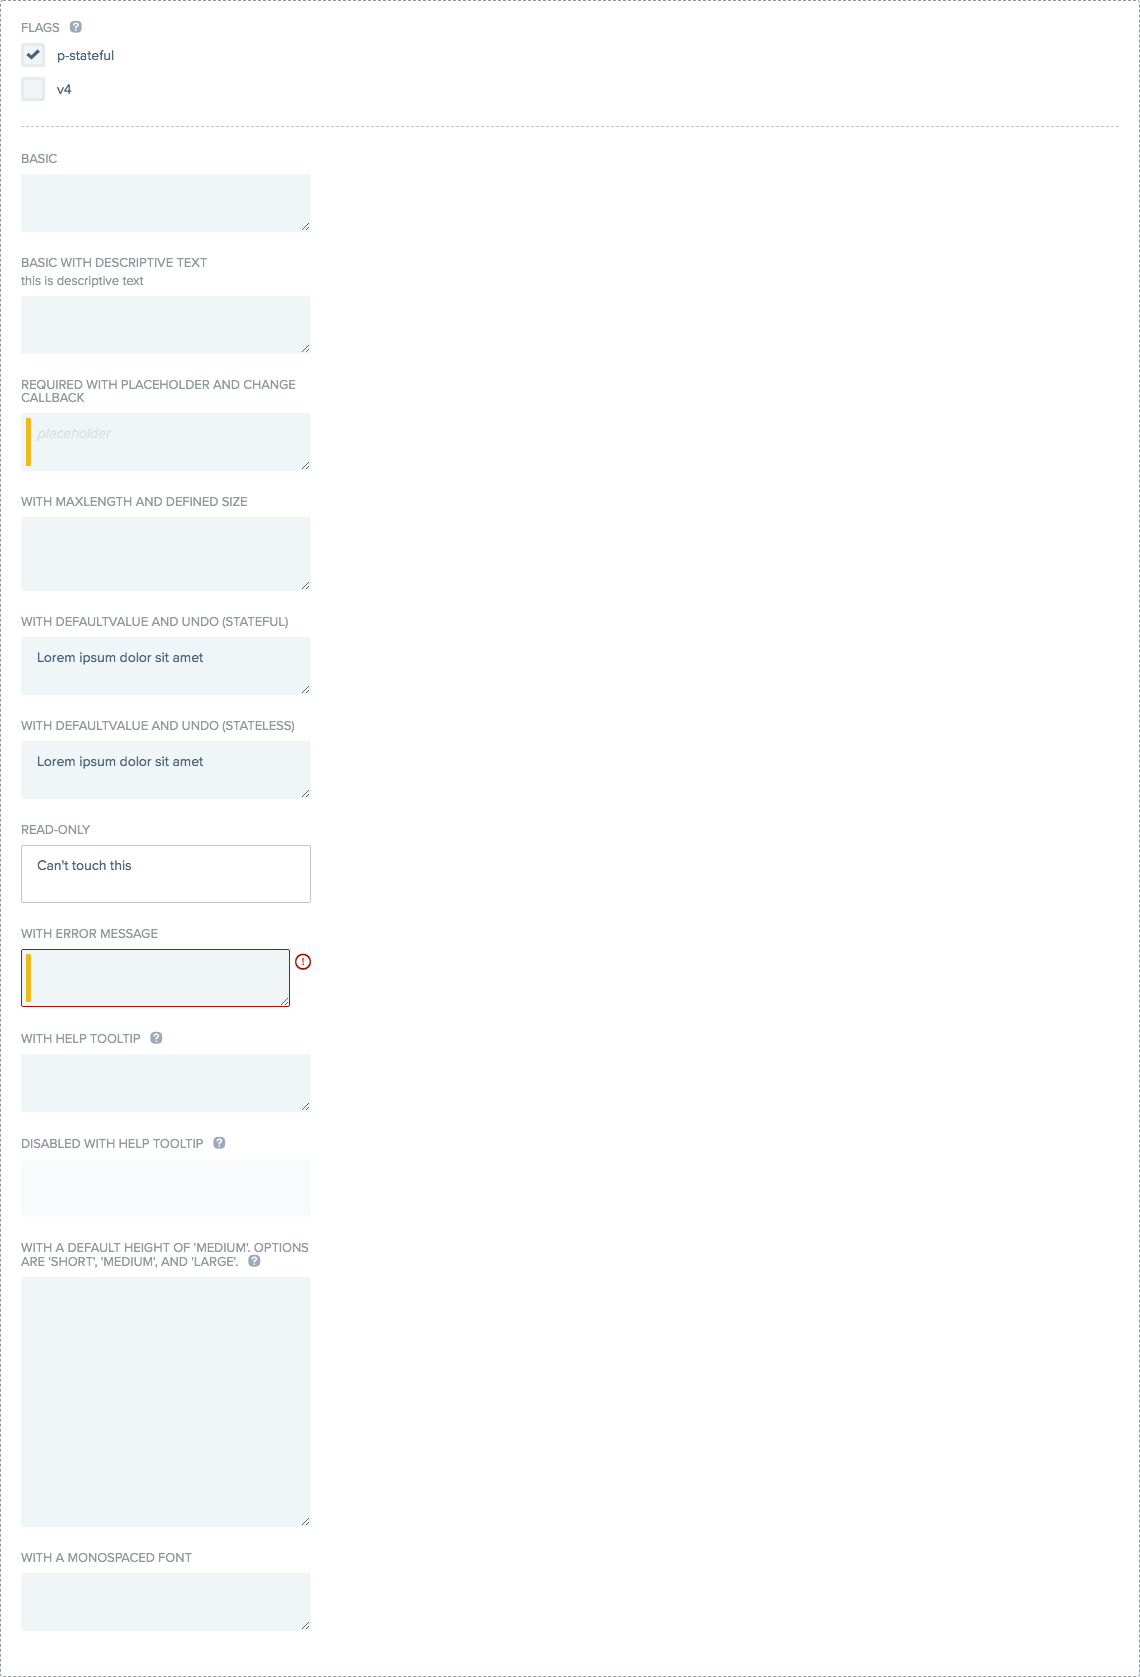 FLAGS ?
p-stateful
v4
BASIC
BASIC WITH DESCRIPTIVE TEXT
this is descriptive text
REQUIRED WITH PLACEHOLDER AND CHANGE
CALLBACK
placeholder
WITH MAXLENGTH AND DEFINED SIZE
WITH DEFAULTVALUE AND UNDO (STATEFUL)
Lorem ipsum dolor sit amet
WITH DEFAULTVALUE AND UNDO (STATELESS)
Lorem ipsum dolor sit amet
READ-ONLY
Can't touch this
WITH ERROR MESSAGE
!
WITH HELP TOOLTIP ?
DISABLED WITH HELP TOOLTIP ?
WITH A DEFAULT HEIGHT OF 'MEDIUM'. OPTIONS
ARE 'SHORT', 'MEDIUM', AND 'LARGE'. ?
WITH A MONOSPACED FONT